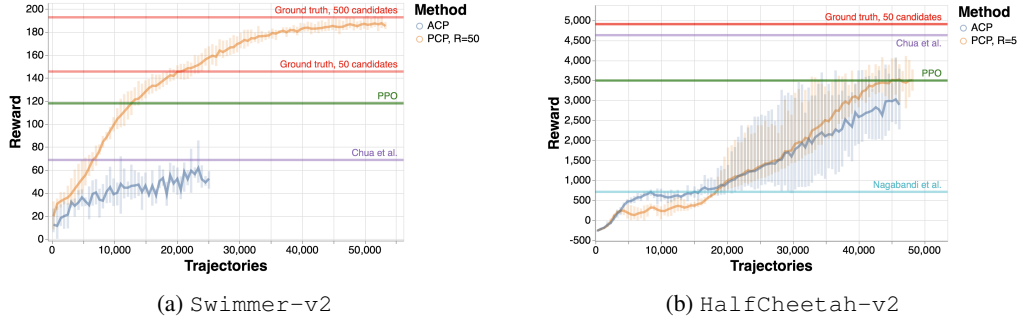 200
180
160
140
120
100
80
60
40
20
0
Reward
Ground truth, 500 candidates
Ground truth, 50 candidates
PPO
Chua et al.
0
10,000
20,000
30,000
40,000
50,000
Trajectories
Method
ACP
PCP, R=50
(a) Swimmer-v2
5,000
4,500
4,000
3,500
3,000
2,500
2,000
1,500
1,000
500
0
-500
Reward
Ground truth, 50 candidates
Chua et al.
PPO
Nagabandi et al.
0
10,000
20,000
30,000
40,000
50,000
Trajectories
Method
ACP
PCP, R=5
(b) HalfCheetah-v2